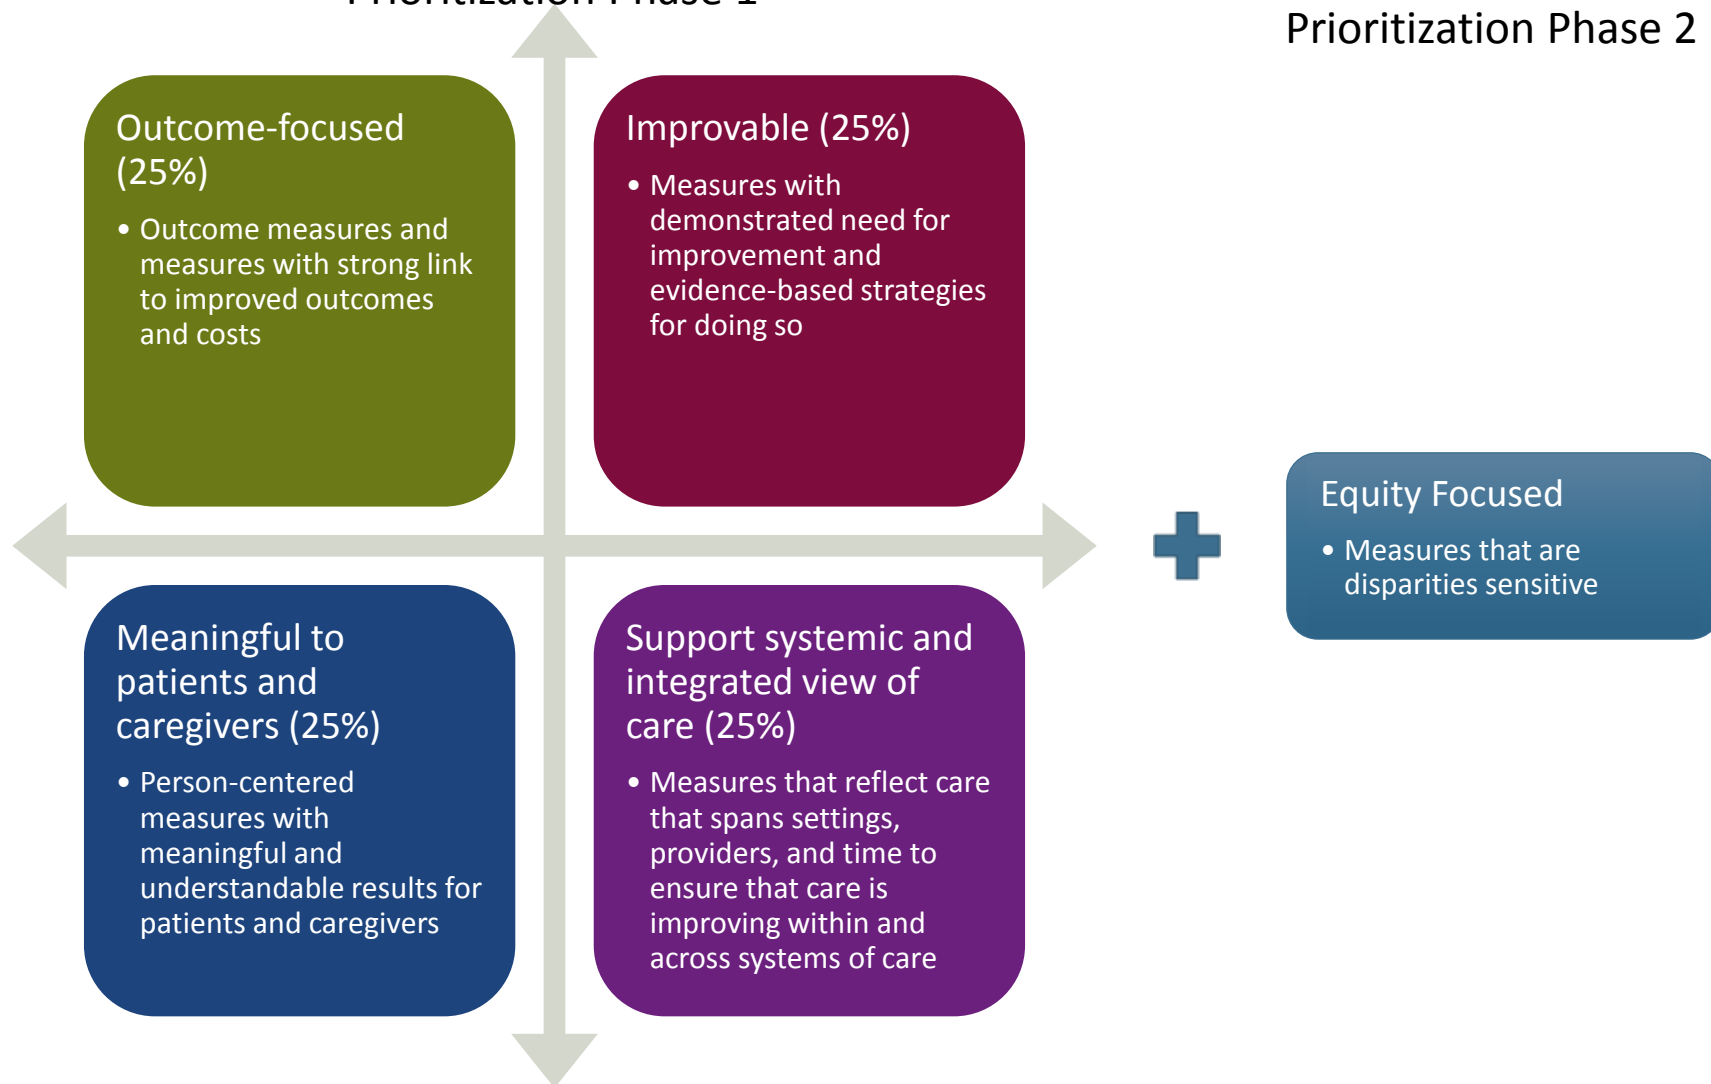 Prioritization Phase 1
Prioritization Phase 2
Outcome-focused
(25%)
• Outcome measures and
measures with strong link
to improved outcomes
and costs
Improvable (25%)
• Measures with
demonstrated need for
improvement and
evidence-based strategies
for doing so
Meaningful to
patients and
caregivers (25%)
• Person-centered
measures with
meaningful and
understandable results for
patients and caregivers
Support systemic and
integrated view of
care (25%)
• Measures that reflect care
that spans settings,
providers, and time to
ensure that care is
improving within and
across systems of care
Equity Focused
• Measures that are
disparities sensitive